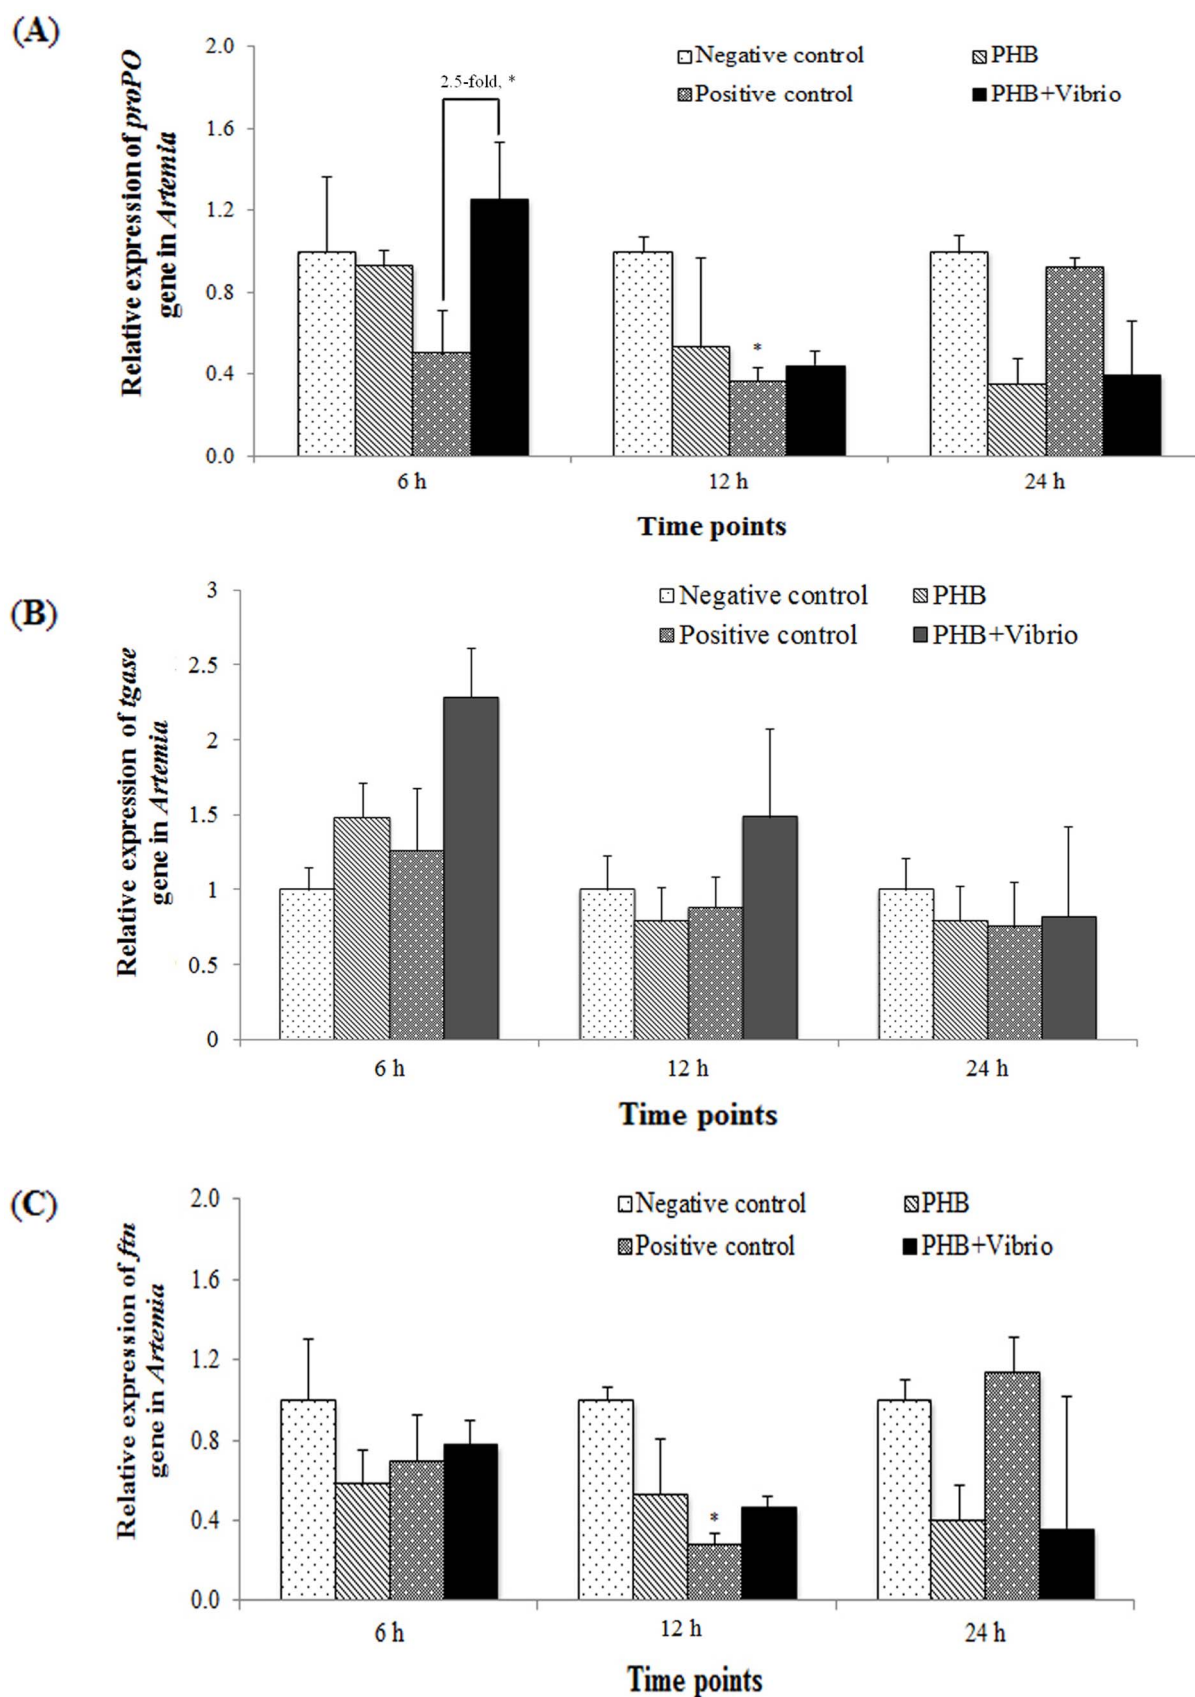 (A)
Relative expression of proPO
gene in Artemia
2.0
1.6
1.2
0.8
0.4
0.0
2.5-fold, *
Negative control
PHB
Positive control
PHB+Vibrio
*
6 h
12 h
24 h
Time points
(B)
Relative expression of tgase
gene in Artemia
3
2.5
2
1.5
1
0.5
0
Negative control
PHB
Positive control
PHB+Vibrio
6 h
12 h
24 h
Time points
(C)
Relative expression of ftn
gene in Artemia
2.0
1.6
1.2
0.8
0.4
0.0
Negative control
PHB
Positive control
PHB+Vibrio
*
6 h
12 h
24 h
Time points